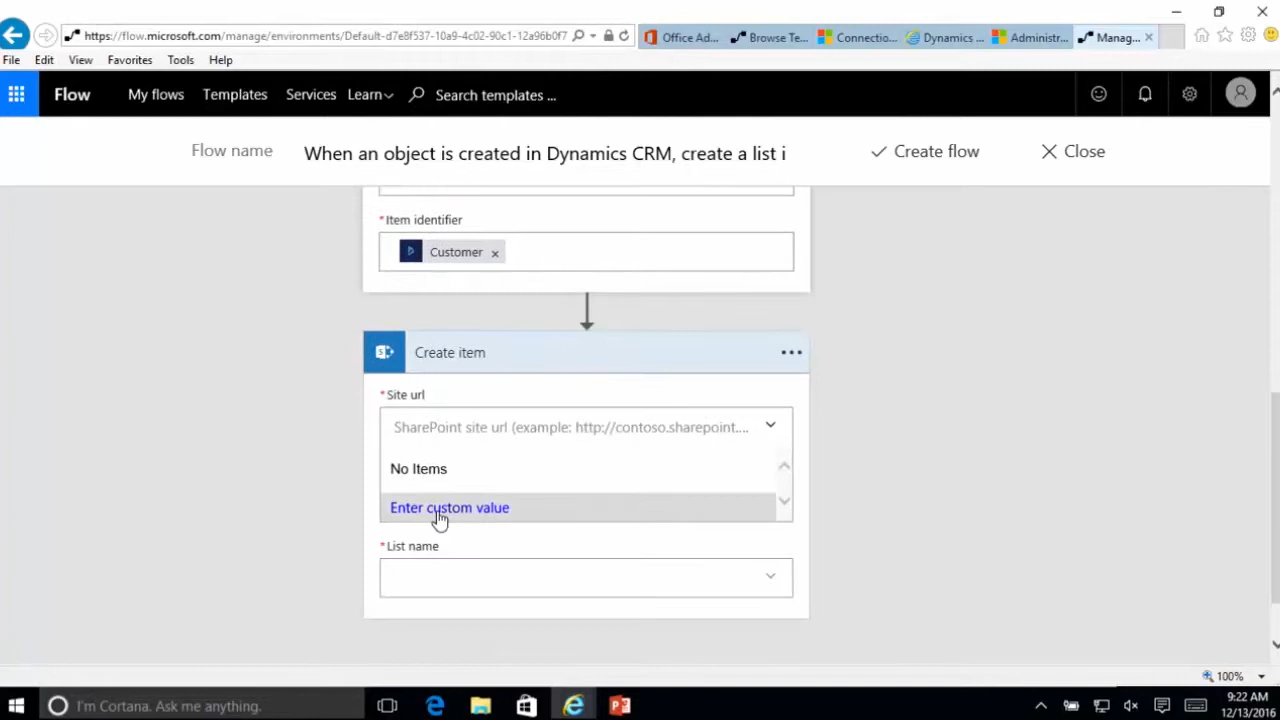 https://flow.microsoft.com/manage/environments/Default-d7e8f537-10a9-4c02-90c1-12a96b0f7
Office Ad...
Browse Te...
Connectio...
Dynamics ...
Administr...
Manag...
File Edit View Favorites Tools Help
Flow My flows Templates Services Learn Search templates ...
Flow name When an object is created in Dynamics CRM, create a list i Create flow Close
*Item identifier
Customer x
Create item
*Site url
SharePoint site url (example: http://contoso.sharepoint....
No Items
Enter custom value
*List name
100%
I'm Cortana. Ask me anything.
9:22 AM
12/13/2016